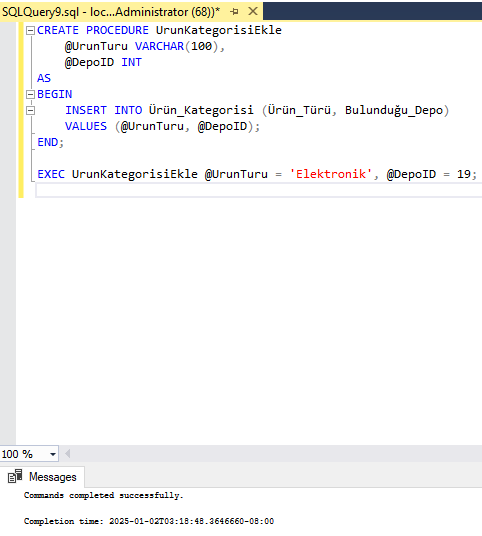 SQLQuery9.sql - loc...Administrator (68))*
CREATE PROCEDURE UrunKategorisiEkle
@UrunTuru VARCHAR(100),
@DepoID INT
AS
BEGIN
INSERT INTO Ürün_Kategorisi (Ürün_Türü, Bulunduğu_Depo)
VALUES (@UrunTuru, @DepoID);
END;
EXEC UrunKategorisiEkle @UrunTuru = 'Elektronik', @DepoID = 19;
100 %
Messages
Commands completed successfully.
Completion time: 2025-01-02T03:18:48.3646660-08:00